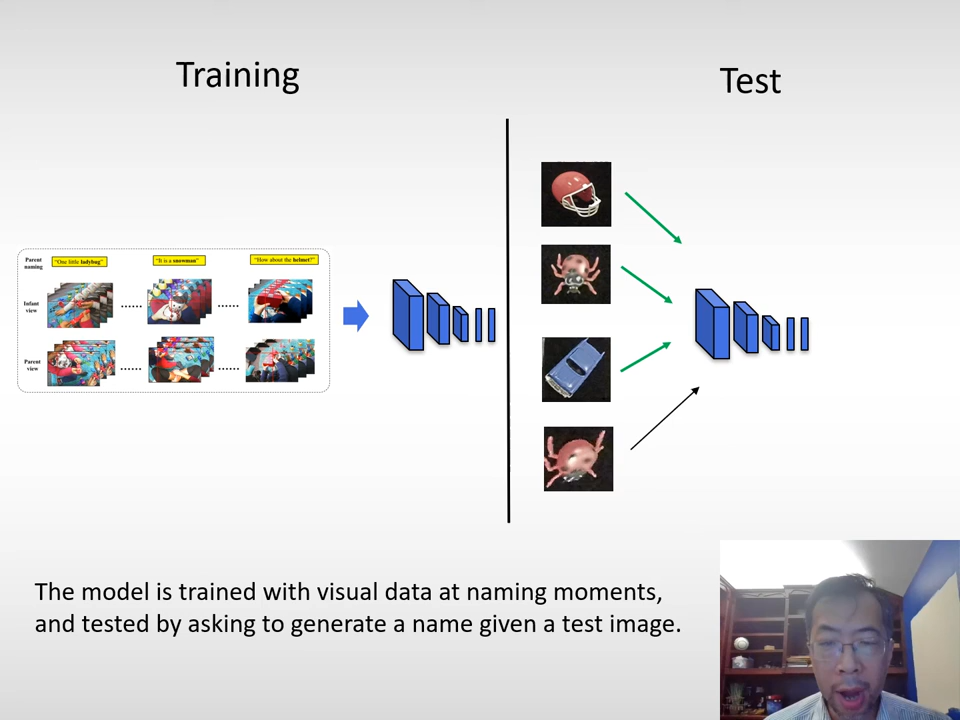 Training
Test
Parent naming
"One little ladybug"
"It is a snowman"
"How about the helmet?"
Infant view
Parent view
The model is trained with visual data at naming moments,
and tested by asking to generate a name given a test image.